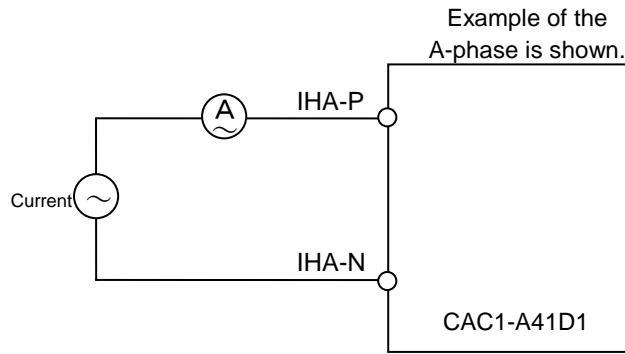 Example of the
A-phase is shown.
IHA-P
A
Current
IHA-N
CAC1-A41D1